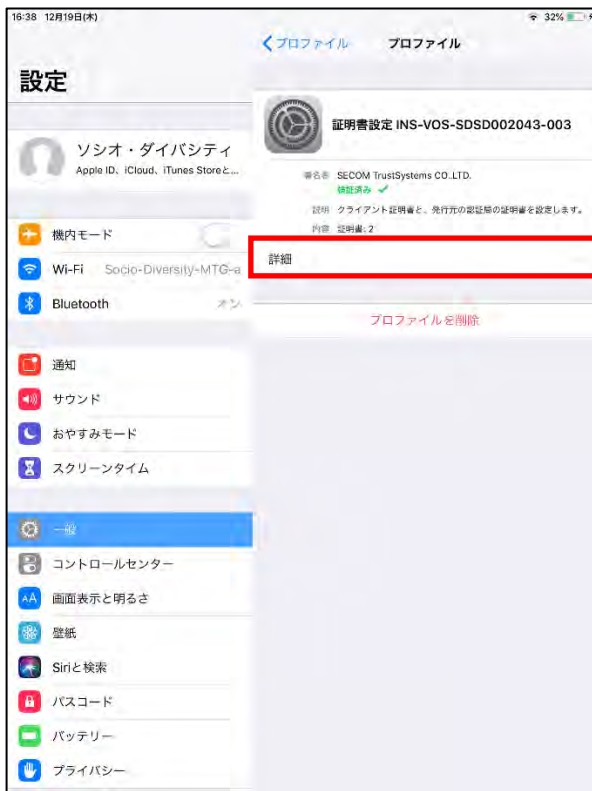 16:38 12月19日(木)
32%
プロファイル
プロファイル
設定
ソシオ・ダイバシティ
Apple ID、iCloud、iTunes Storeと...
機内モード
Wi-Fi Socio-Diversity-MTG-a
Bluetooth オン
通知
サウンド
おやすみモード
スクリーンタイム
一般
コントロールセンター
AA 画面表示と明るさ
壁紙
Siriと検索
パスコード
バッテリー
プライバシー
証明書設定 INS-VOS-SDSD002043-003
署名者 SECOM TrustSystems CO.,LTD.
検証済み
説明 クライアント証明書と、発行元の認証局の証明書を設定します。
内容 証明書: 2
詳細
プロファイルを削除